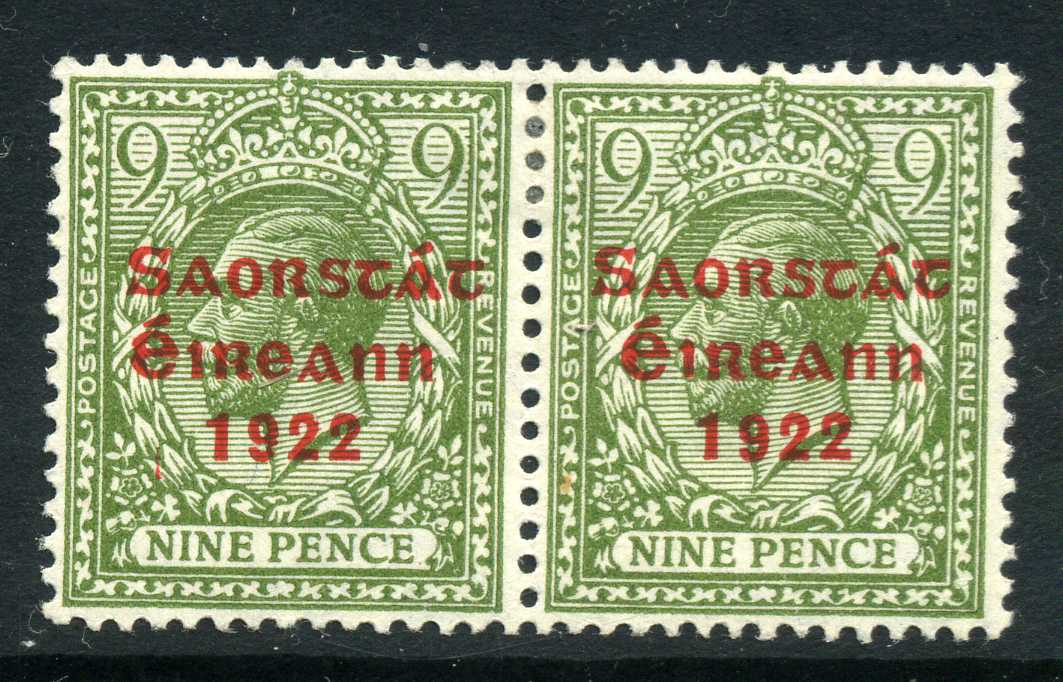 9 9
POSTAGE
REVENUE
Saorstát
Éireann
1922
NINE PENCE
9 9
POSTAGE
REVENUE
Saorstát
Éireann
1922
NINE PENCE